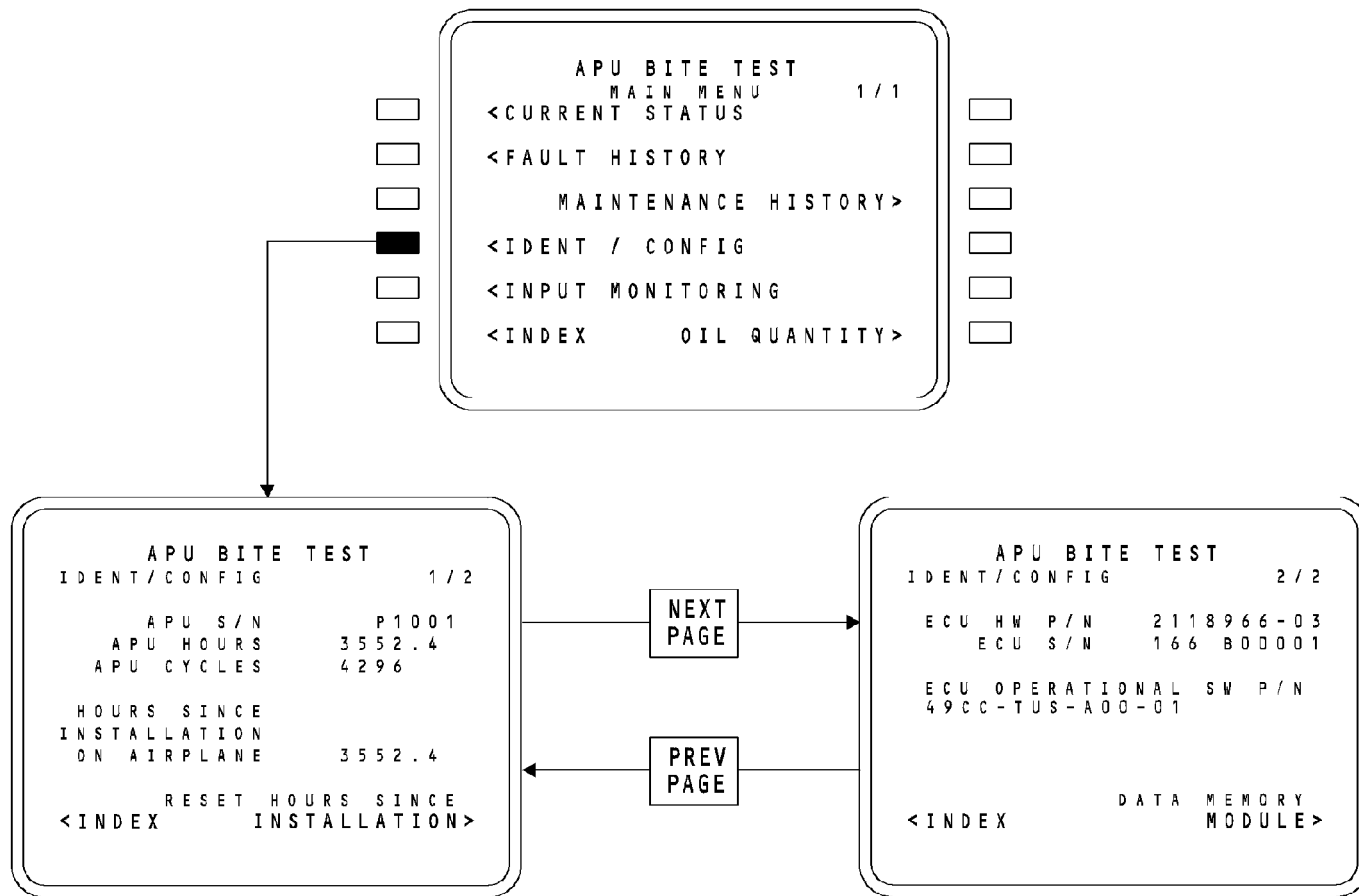 APU BITE TEST
MAIN MENU 1/1
<CURRENT STATUS
<FAULT HISTORY
MAINTENANCE HISTORY>
<IDENT / CONFIG
<INPUT MONITORING
<INDEX OIL QUANTITY>
APU BITE TEST
IDENT/CONFIG 1/2
APU S/N P1001
APU HOURS 3552.4
APU CYCLES 4296
HOURS SINCE
INSTALLATION
ON AIRPLANE 3552.4
RESET HOURS SINCE
<INDEX INSTALLATION>
NEXT
PAGE
PREV
PAGE
APU BITE TEST
IDENT/CONFIG 2/2
ECU HW P/N 2118966-03
ECU S/N 166 B00001
ECU OPERATIONAL SW P/N
49CC-TUS-A00-01
DATA MEMORY
<INDEX MODULE>